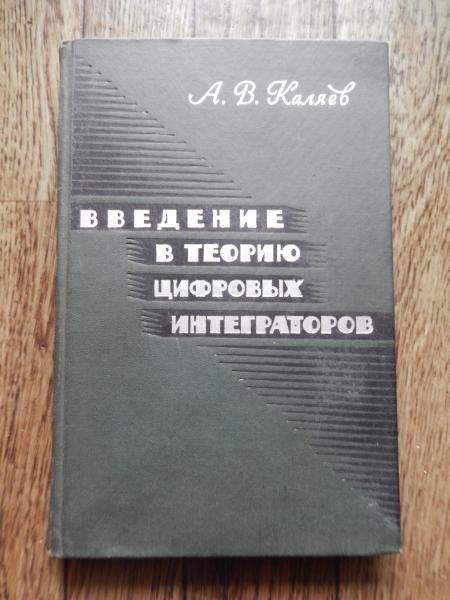 А. В. Каляев
ВВЕДЕНИЕ
В ТЕОРИЮ
ЦИФРОВЫХ
ИНТЕГРАТОРОВ